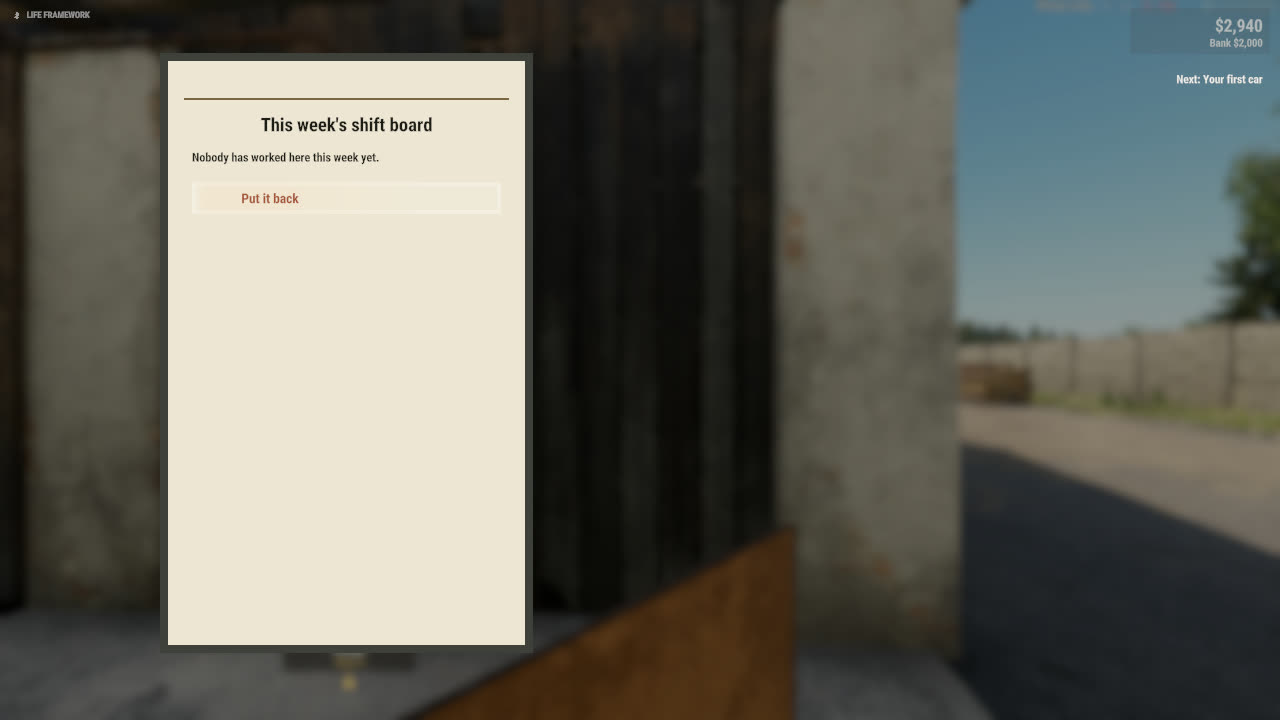 LIFE FRAMEWORK
$2,940
Bank $2,000
Next: Your first car
This week's shift board
Nobody has worked here this week yet.
Put it back